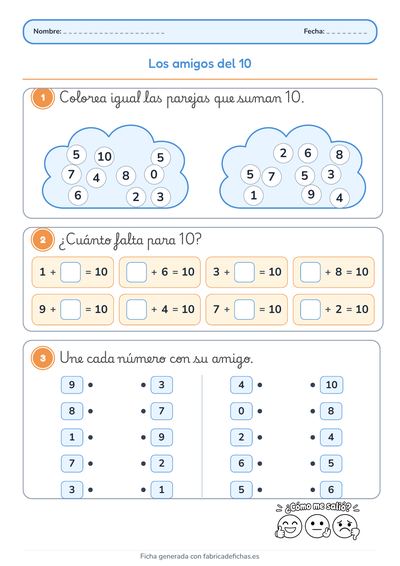 Nombre: Fecha:
Los amigos del 10
1 Colorea igual las parejas que suman 10.
5 10 5 2 6 8
7 4 8 0 5 7 5 3
6 2 3 1 9 4
2 ¿Cuánto falta para 10?
1 + = 10 + 6 = 10 3 + = 10 + 8 = 10
9 + = 10 + 4 = 10 7 + = 10 + 2 = 10
3 Une cada número con su amigo.
9 • • 3 4 • • 10
8 • • 7 0 • • 8
1 • • 9 2 • • 4
7 • • 2 6 • • 5
3 • • 1 5 • • 6
¿Cómo me salió?
Ficha generada con fabricadefichas.es